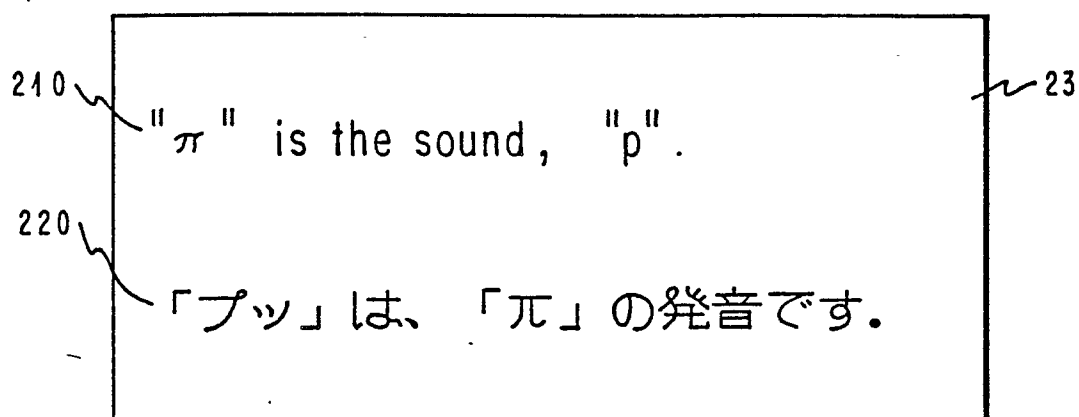 210
"π" is the sound, "p".
23
220
「プッ」は、「π」の発音です.